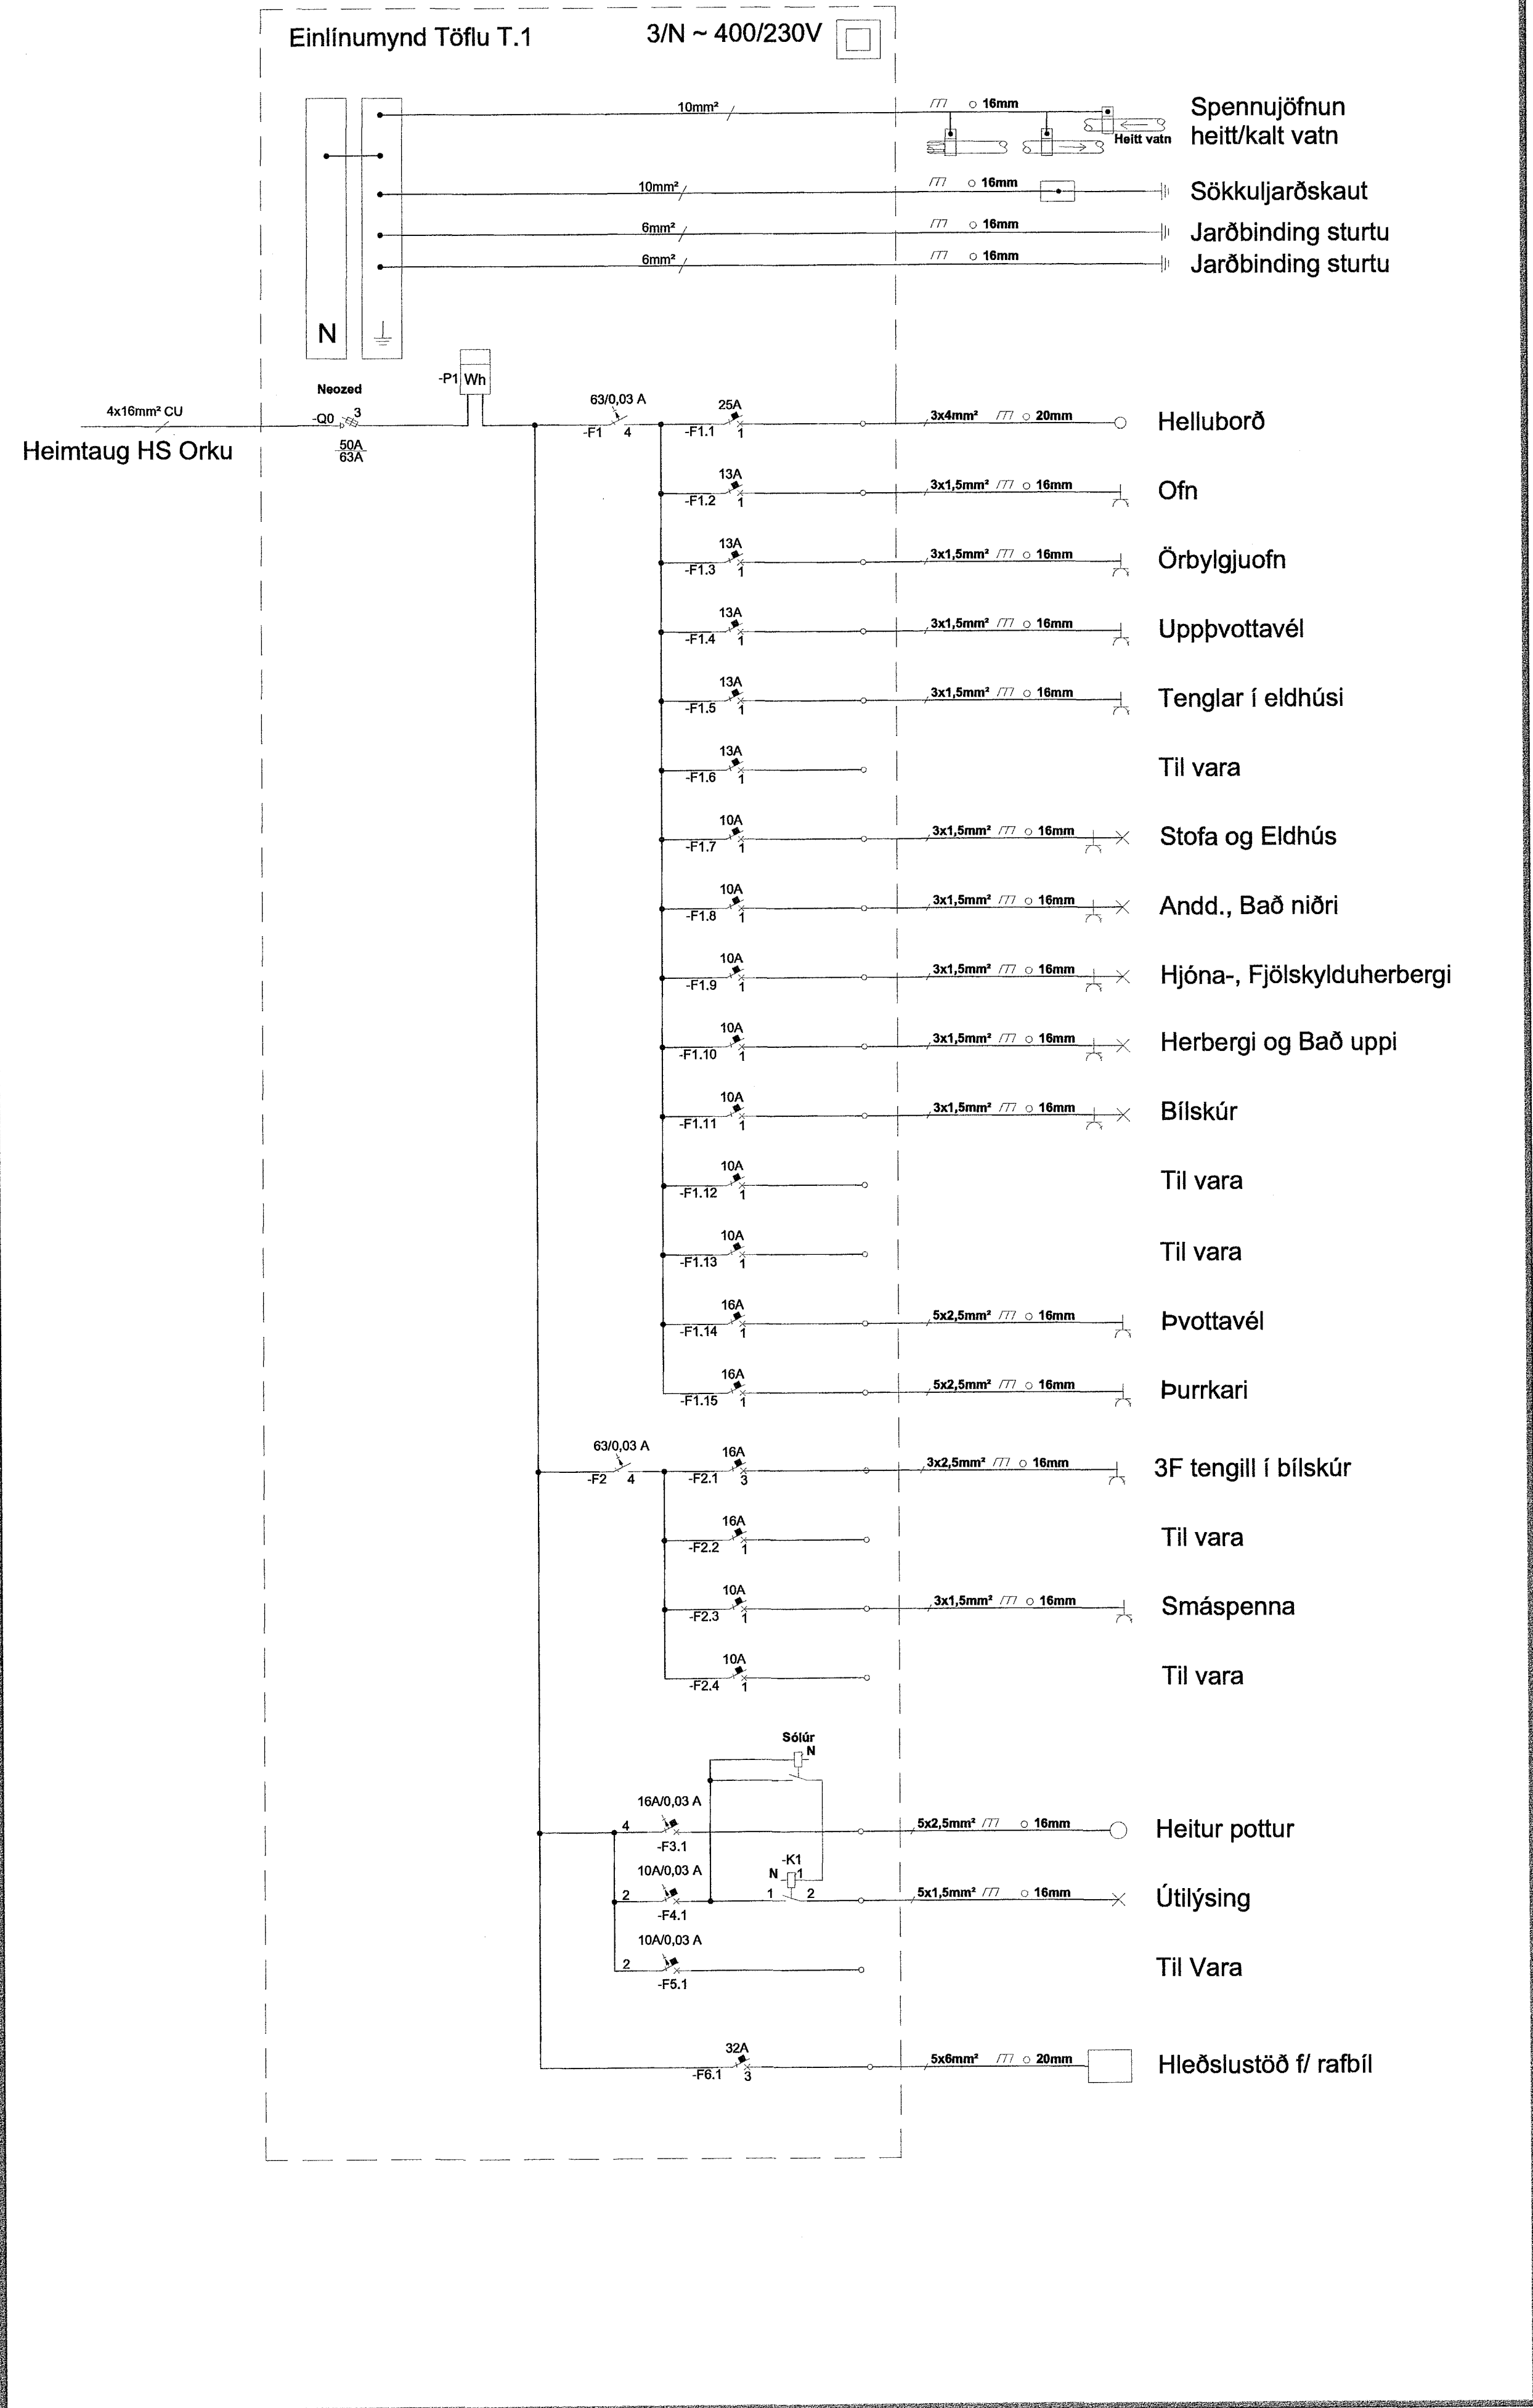 Einlínumynd Töflu T.1 3/N ~ 400/230V
10mm² 16mm Spennujöfnun
Heitt vatn heitt/kalt vatn
10mm² 16mm Sökkuljarðskaut
6mm² 16mm Jarðbinding sturtu
6mm² 16mm Jarðbinding sturtu
N
4x16mm² CU
Heimtaug HS Orku
Neozed
-Q0 3
50A
63A
-P1 Wh
63/0,03 A
-F1 4
25A
-F1.1 1 3x4mm² 20mm Helluborð
13A
-F1.2 1 3x1,5mm² 16mm Ofn
13A
-F1.3 1 3x1,5mm² 16mm Örbylgjuofn
13A
-F1.4 1 3x1,5mm² 16mm Uppþvottavél
13A
-F1.5 1 3x1,5mm² 16mm Tenglar í eldhúsi
13A
-F1.6 1 Til vara
10A
-F1.7 1 3x1,5mm² 16mm Stofa og Eldhús
10A
-F1.8 1 3x1,5mm² 16mm Andd., Bað niðri
10A
-F1.9 1 3x1,5mm² 16mm Hjóna-, Fjölskylduherbergi
10A
-F1.10 1 3x1,5mm² 16mm Herbergi og Bað uppi
10A
-F1.11 1 3x1,5mm² 16mm Bílskúr
10A
-F1.12 1 Til vara
10A
-F1.13 1 Til vara
16A
-F1.14 1 5x2,5mm² 16mm Þvottavél
16A
-F1.15 1 5x2,5mm² 16mm Þurrkari
63/0,03 A
-F2 4
16A
-F2.1 3 3x2,5mm² 16mm 3F tengill í bílskúr
16A
-F2.2 1 Til vara
10A
-F2.3 1 3x1,5mm² 16mm Smáspenna
10A
-F2.4 1 Til vara
Sólúr
N
16A/0,03 A
4 -F3.1 5x2,5mm² 16mm Heitur pottur
-K1
N 1
10A/0,03 A
2 -F4.1 1 2 5x1,5mm² 16mm Útilýsing
10A/0,03 A
2 -F5.1 Til Vara
32A
-F6.1 3 5x6mm² 20mm Hleðslustöð f/ rafbíl